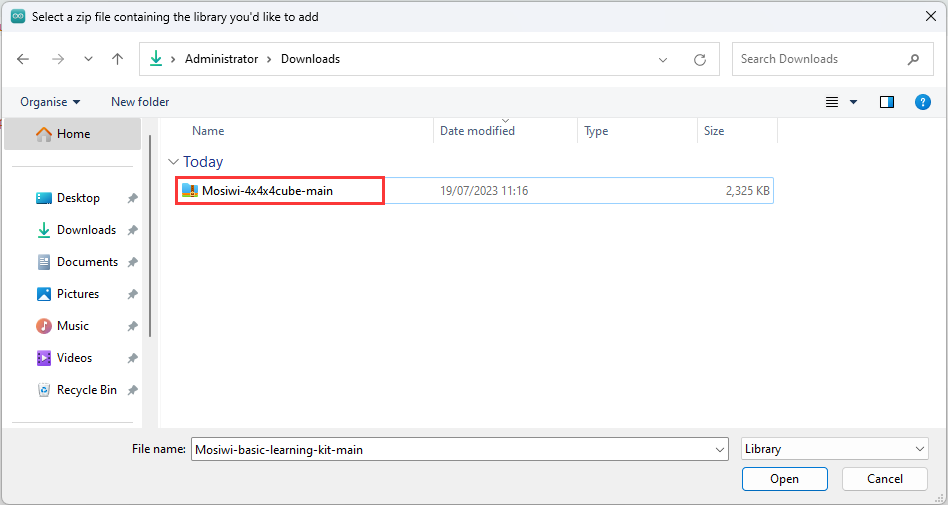 Select a zip file containing the library you'd like to add
Administrator > Downloads
Search Downloads
Organise
New folder
Home
Desktop
Downloads
Documents
Pictures
Music
Videos
Recycle Bin
Name Date modified Type Size
Today
Mosiwi-4x4x4cube-main 19/07/2023 11:16 2,325 KB
File name: Mosiwi-basic-learning-kit-main Library
Open Cancel